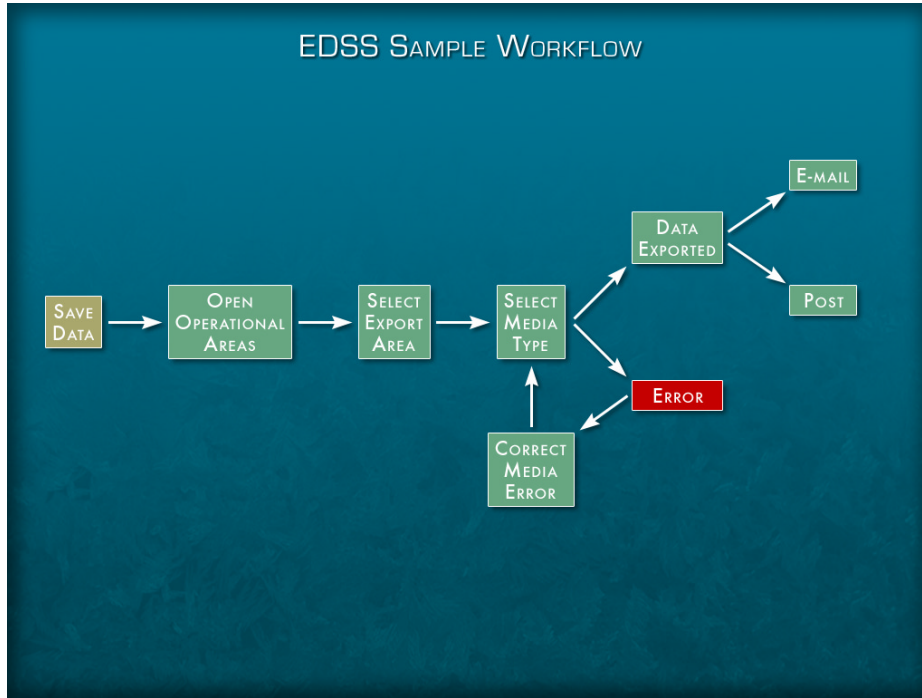 EDSS Sample Workflow
E-mail
Data
Exported
Save
Data
Open
Operational
Areas
Select
Export
Area
Select
Media
Type
Post
Error
Correct
Media
Error